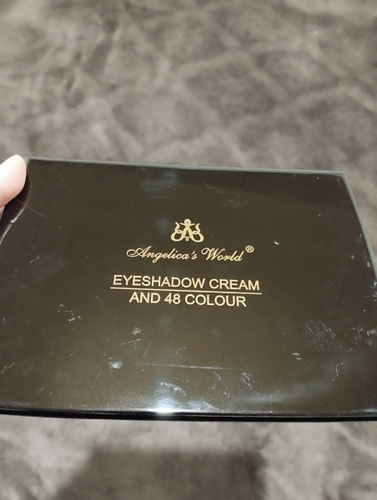 Angelica's World®
EYESHADOW CREAM
AND 48 COLOUR